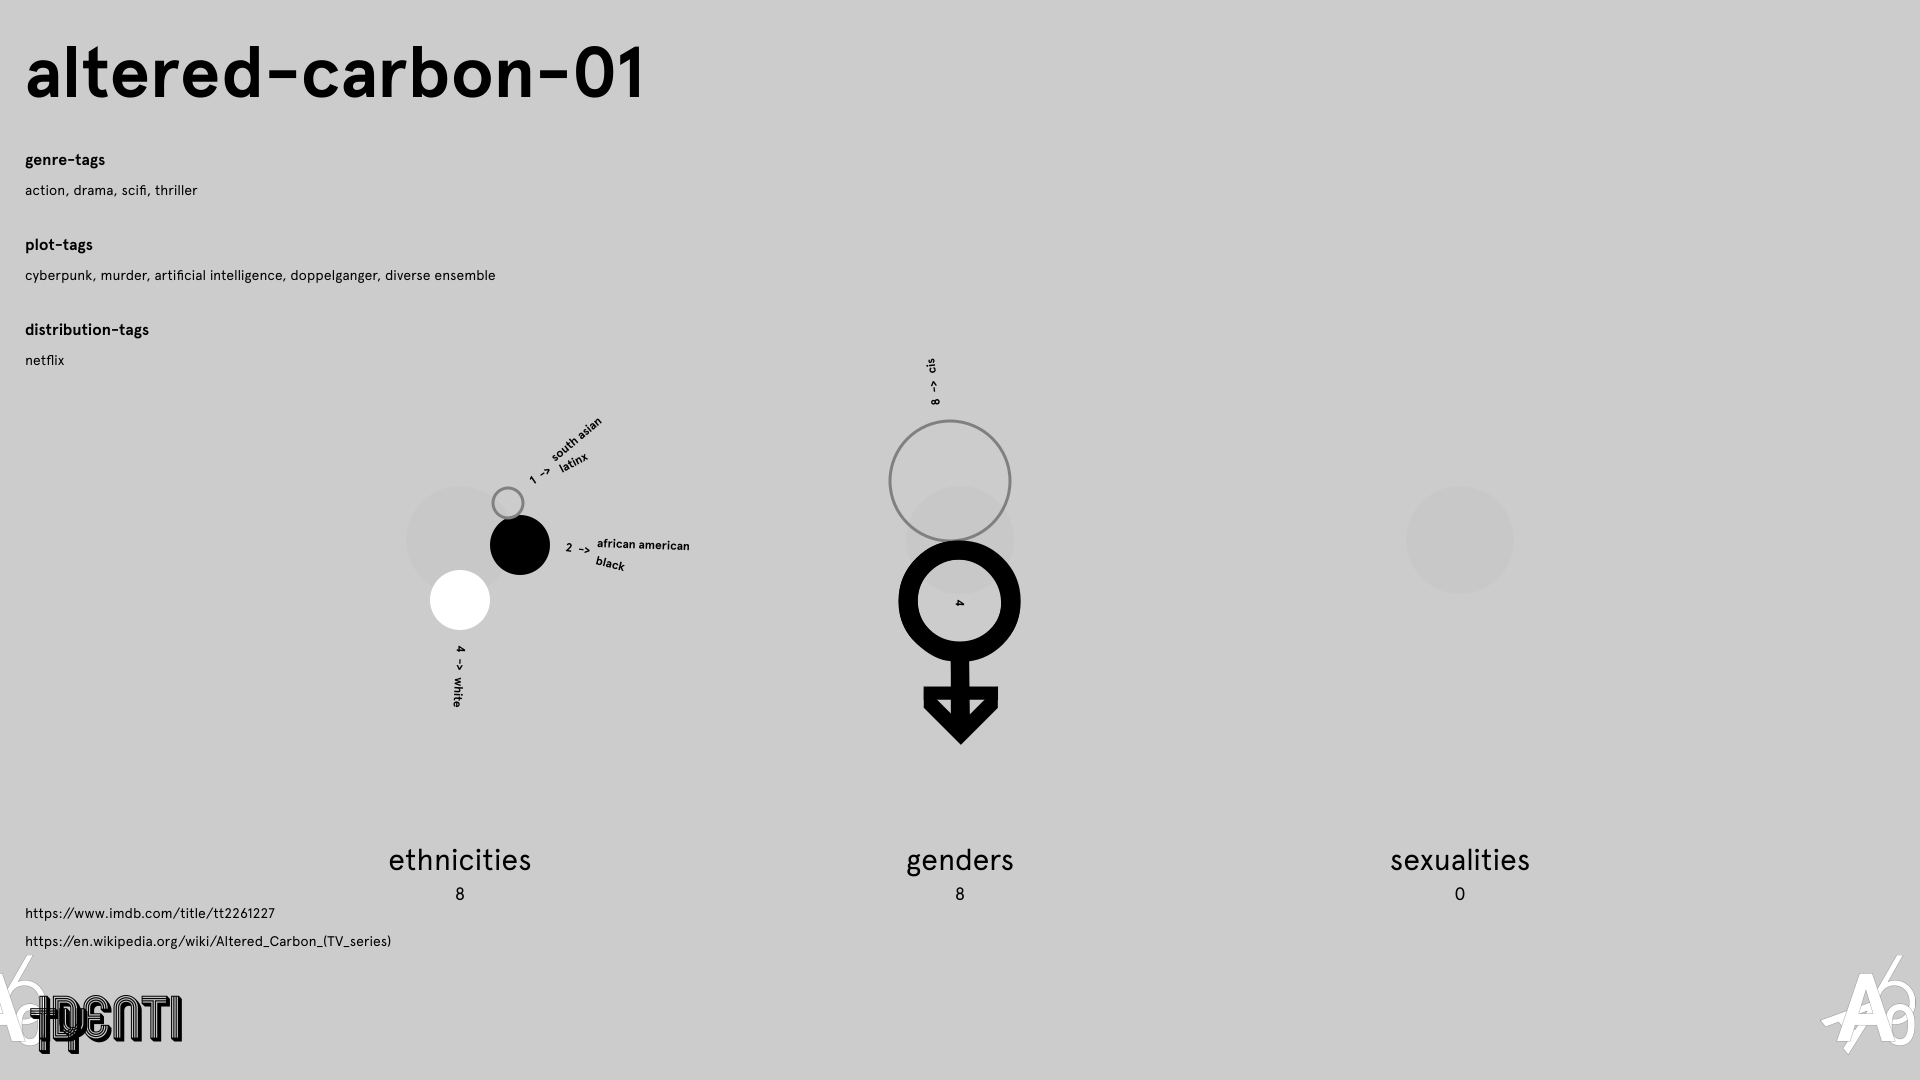 altered-carbon-01
genre-tags
action, drama, scifi, thriller
plot-tags
cyberpunk, murder, artificial intelligence, doppelganger, diverse ensemble
distribution-tags
netflix
1 -> south asian
latinx
2 -> african american
black
4 -> white
8 -> cis
4
ethnicities
8
genders
8
sexualities
0
https://www.imdb.com/title/tt2261227
https://en.wikipedia.org/wiki/Altered_Carbon_(TV_series)
IDENTI